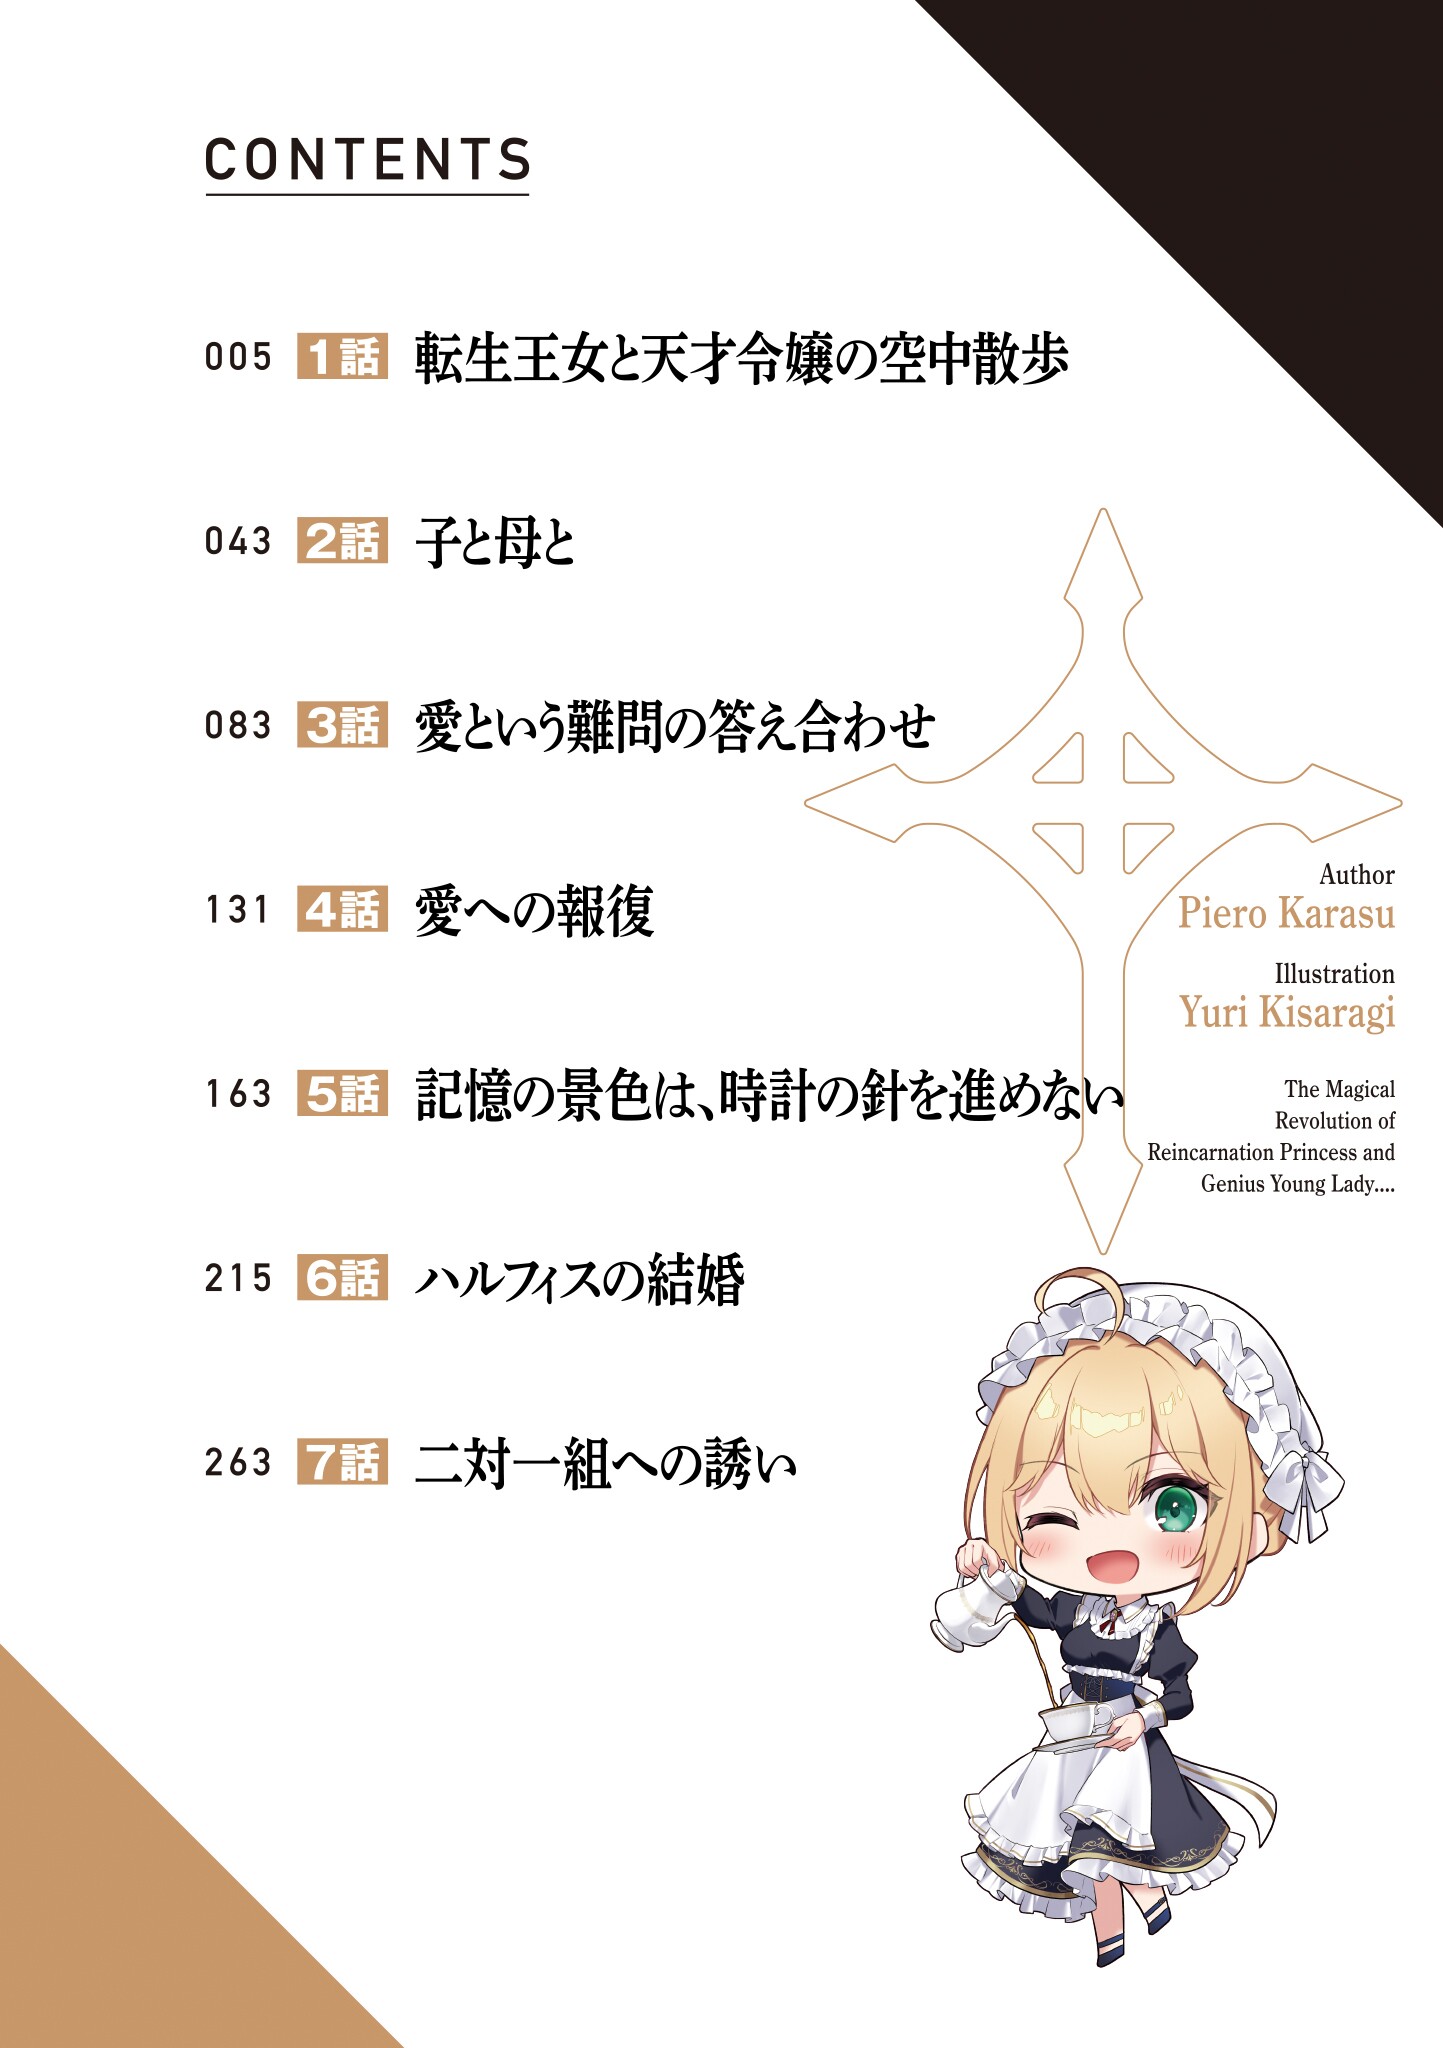 CONTENTS
005 1話 転生王女と天才令嬢の空中散歩
043 2話 子と母と
083 3話 愛という難問の答え合わせ
131 4話 愛への報復
163 5話 記憶の景色は、時計の針を進めない
215 6話 ハルフィスの結婚
263 7話 二対一組への誘い
Author
Piero Karasu
Illustration
Yuri Kisaragi
The Magical
Revolution of
Reincarnation Princess and
Genius Young Lady....